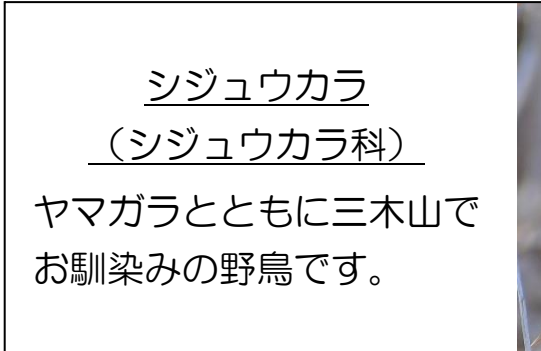 シジュウカラ
（シジュウカラ科）
ヤマガラとともに三木山で
お馴染みの野鳥です。